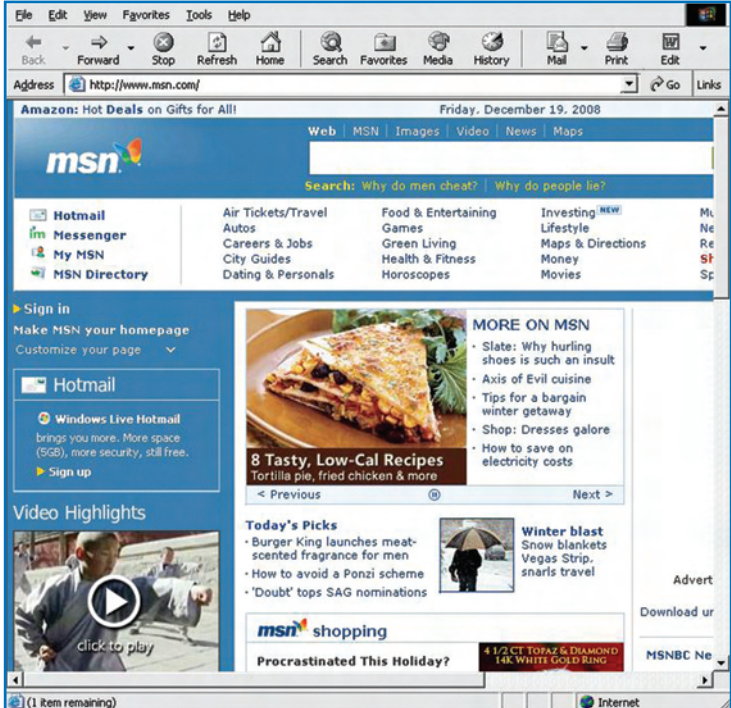 File Edit View Favorites Tools Help
Back Forward Stop Refresh Home Search Favorites Media History Mail Print Edit
Address http://www.msn.com/ Go Links
Amazon: Hot Deals on Gifts for All! Friday, December 19, 2008
Web | MSN | Images | Video | News | Maps
msn
Search: Why do men cheat? | Why do people lie?
Hotmail
Messenger
My MSN
MSN Directory
Air Tickets/Travel
Autos
Careers & Jobs
City Guides
Dating & Personals
Food & Entertaining
Games
Green Living
Health & Fitness
Horoscopes
Investing NEW
Lifestyle
Maps & Directions
Money
Movies
Mu
Ne
Re
Sh
Sp
Sign in
Make MSN your homepage
Customize your page
Hotmail
Windows Live Hotmail
brings you more. More space
(5GB), more security, still free.
Sign up
Video Highlights
click to play
8 Tasty, Low-Cal Recipes
Tortilla pie, fried chicken & more
< Previous Next >
MORE ON MSN
· Slate: Why hurling
shoes is such an insult
· Axis of Evil cuisine
· Tips for a bargain
winter getaway
· Shop: Dresses galore
· How to save on
electricity costs
Today's Picks
· Burger King launches meat-
scented fragrance for men
· How to avoid a Ponzi scheme
· 'Doubt' tops SAG nominations
Winter blast
Snow blankets
Vegas Strip,
snarls travel
msn shopping
Procrastinated This Holiday?
4 1/2 CT TOPAZ & DIAMOND
14K WHITE GOLD RING
Advert
Download ur
MSNBC Ne
(1 item remaining) Internet